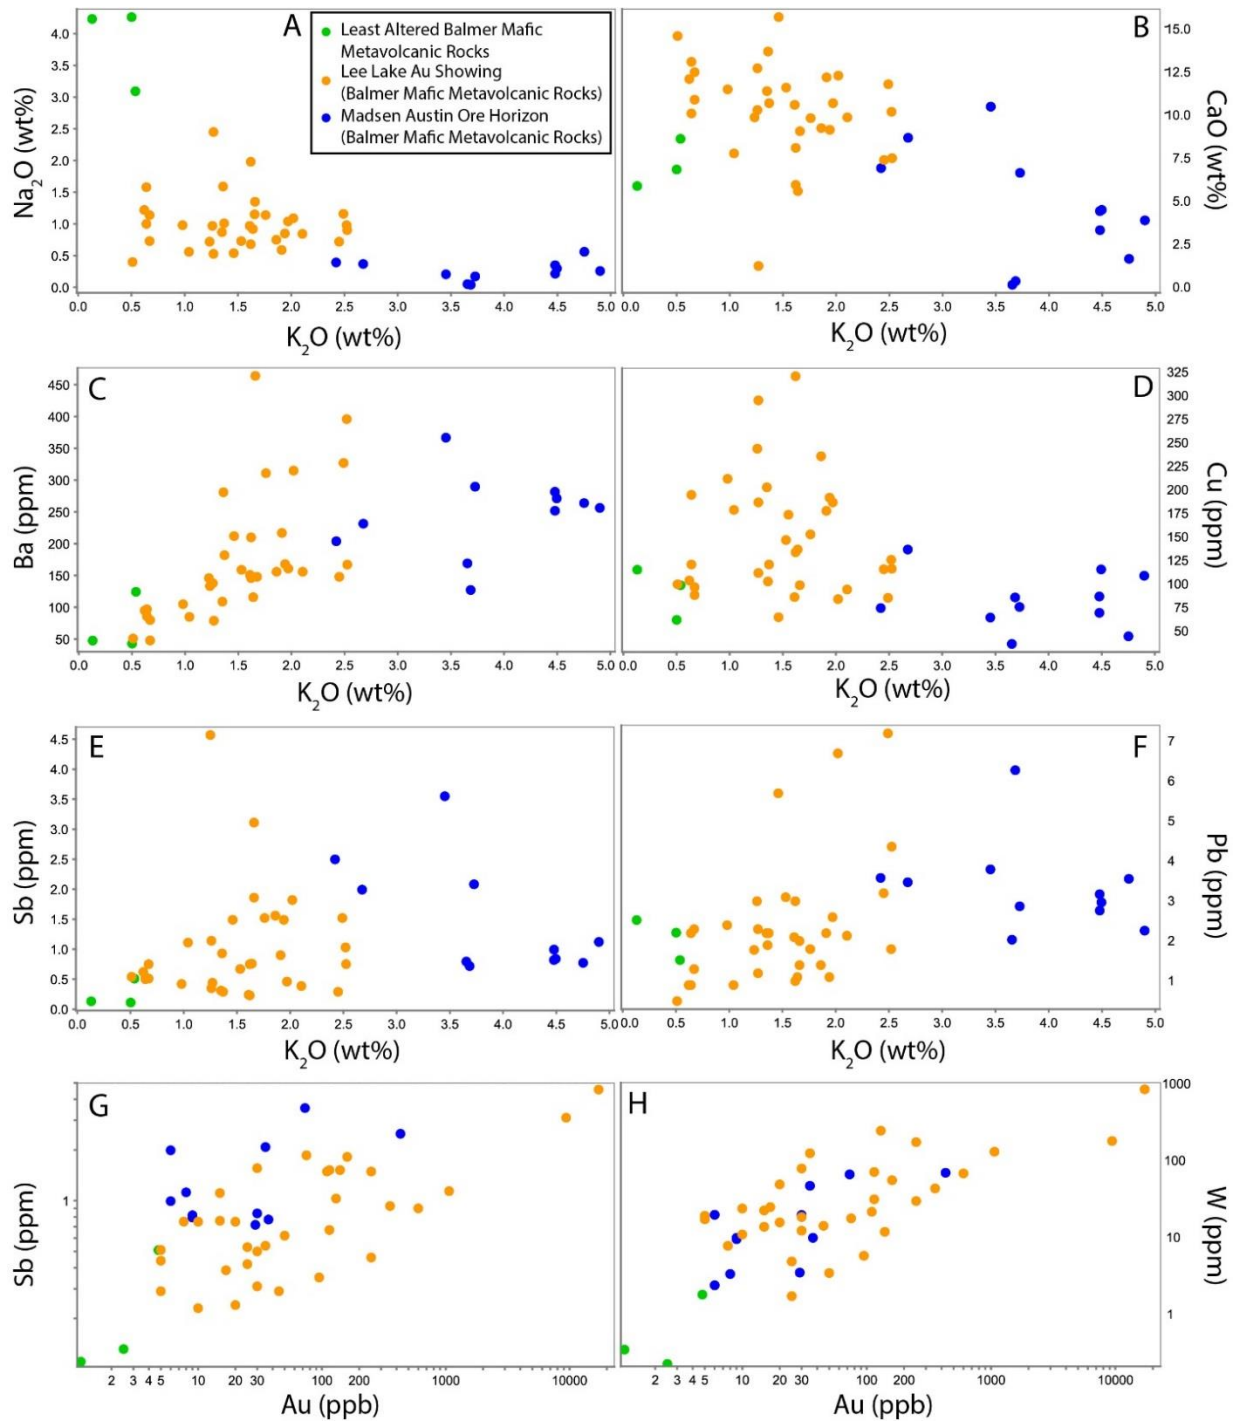 A
Least Altered Balmer Mafic
Metavolcanic Rocks
Lee Lake Au Showing
(Balmer Mafic Metavolcanic Rocks)
Madsen Austin Ore Horizon
(Balmer Mafic Metavolcanic Rocks)
Na2O (wt%)
4.0
3.5
3.0
2.5
2.0
1.5
1.0
0.5
0.0
0.0 0.5 1.0 1.5 2.0 2.5 3.0 3.5 4.0 4.5 5.0
K2O (wt%)
B
15.0
12.5
10.0
7.5
5.0
2.5
0.0
CaO (wt%)
0.0 0.5 1.0 1.5 2.0 2.5 3.0 3.5 4.0 4.5 5.0
K2O (wt%)
C
Ba (ppm)
450
400
350
300
250
200
150
100
50
0.0 0.5 1.0 1.5 2.0 2.5 3.0 3.5 4.0 4.5 5.0
K2O (wt%)
D
325
300
275
250
225
200
175
150
125
100
75
50
Cu (ppm)
0.0 0.5 1.0 1.5 2.0 2.5 3.0 3.5 4.0 4.5 5.0
K2O (wt%)
E
Sb (ppm)
4.5
4.0
3.5
3.0
2.5
2.0
1.5
1.0
0.5
0.0
0.0 0.5 1.0 1.5 2.0 2.5 3.0 3.5 4.0 4.5 5.0
K2O (wt%)
F
7
6
5
4
3
2
1
Pb (ppm)
0.0 0.5 1.0 1.5 2.0 2.5 3.0 3.5 4.0 4.5 5.0
K2O (wt%)
G
Sb (ppm)
1
2 3 4 5 10 20 30 100 200 1000 10000
Au (ppb)
H
1000
100
10
1
W (ppm)
2 3 4 5 10 20 30 100 200 1000 10000
Au (ppb)